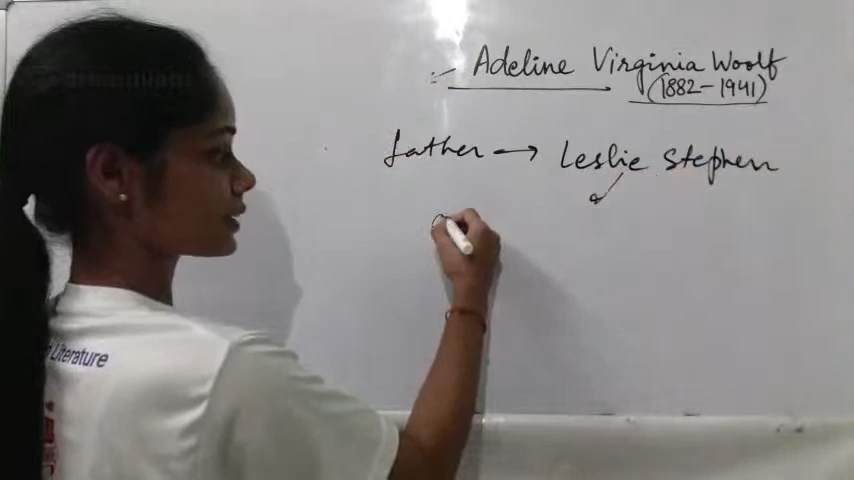 Adeline Virginia Woolf
(1882-1941)
father → Leslie Stephen
Literature